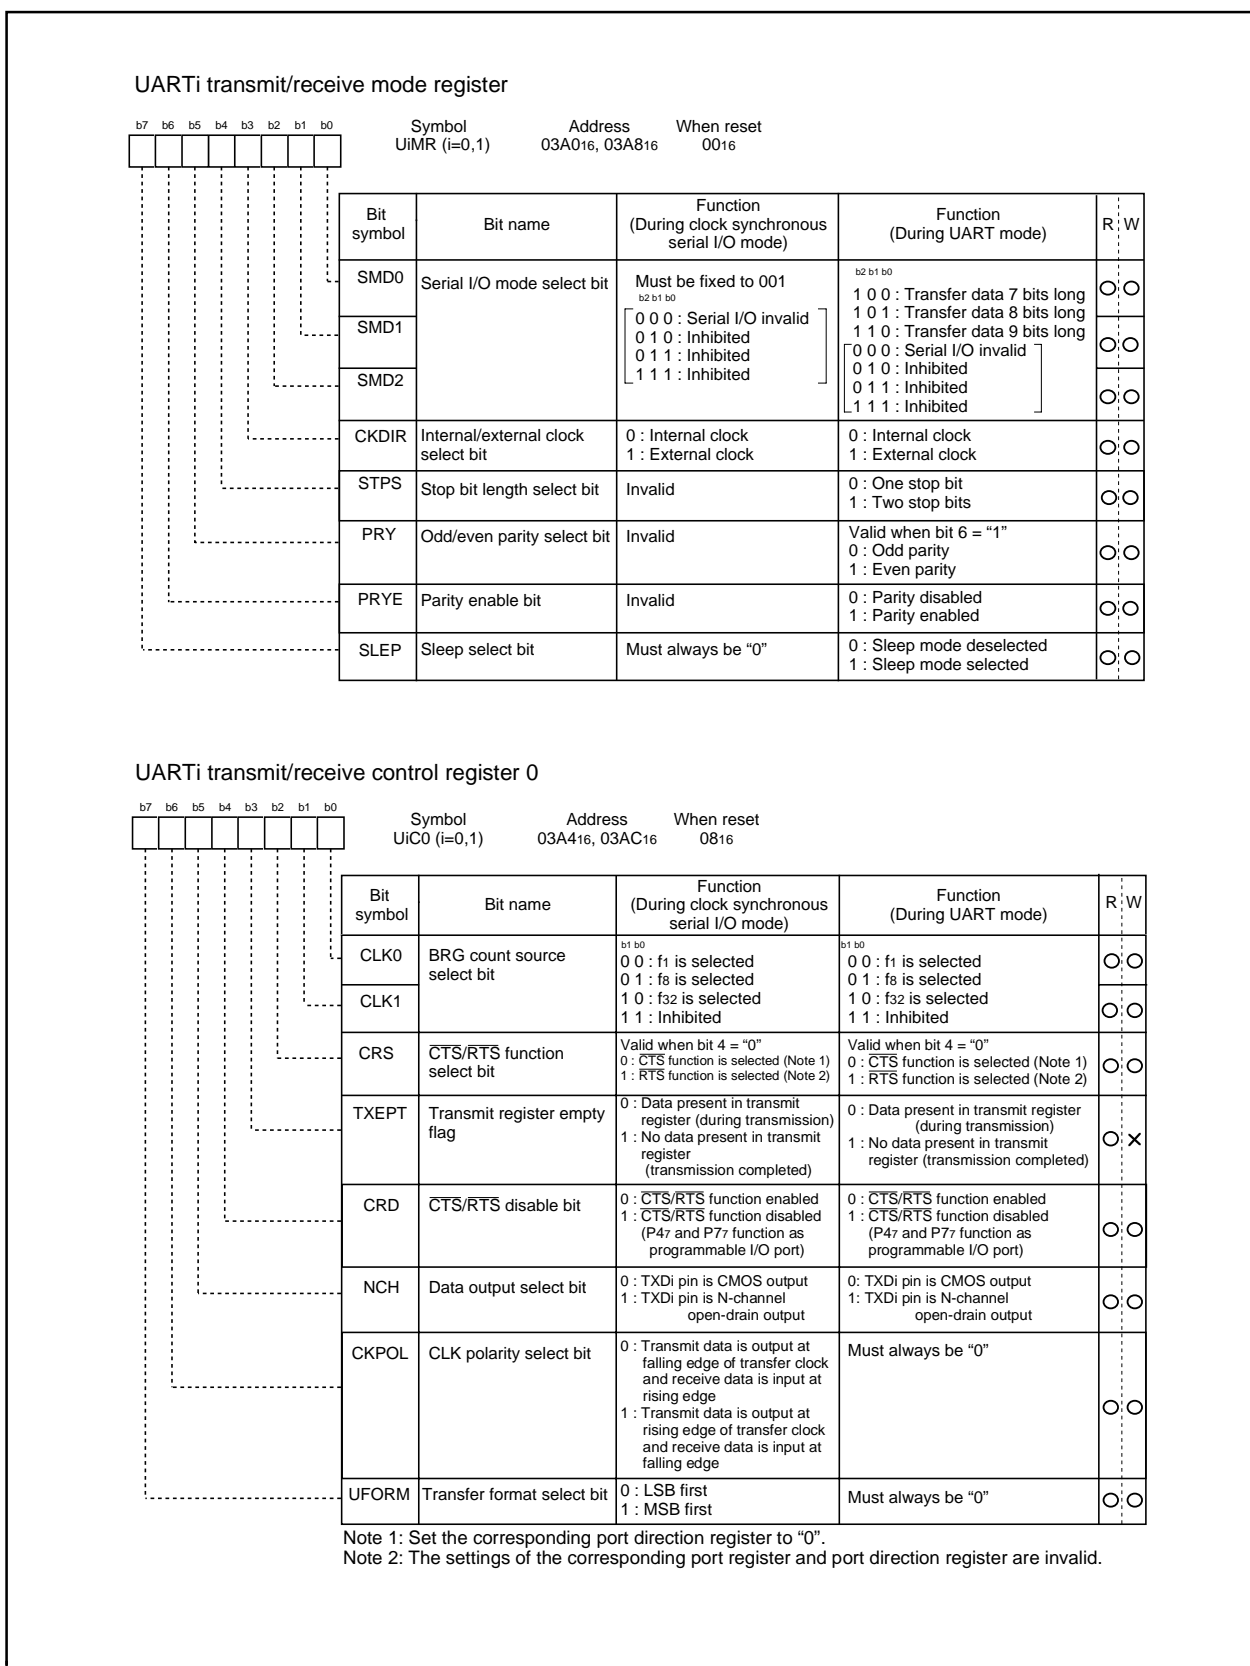 UARTi transmit/receive mode register
b7 b6 b5 b4 b3 b2 b1 b0
Symbol Address When reset
UiMR (i=0,1) 03A016, 03A816 0016
Bit symbol Bit name Function (During clock synchronous serial I/O mode) Function (During UART mode) R W
SMD0 Serial I/O mode select bit
SMD1
SMD2
Must be fixed to 001
b2 b1 b0
0 0 0 : Serial I/O invalid
0 1 0 : Inhibited
0 1 1 : Inhibited
1 1 1 : Inhibited
b2 b1 b0
1 0 0 : Transfer data 7 bits long
1 0 1 : Transfer data 8 bits long
1 1 0 : Transfer data 9 bits long
0 0 0 : Serial I/O invalid
0 1 0 : Inhibited
0 1 1 : Inhibited
1 1 1 : Inhibited
CKDIR Internal/external clock select bit
0 : Internal clock
1 : External clock
0 : Internal clock
1 : External clock
STPS Stop bit length select bit Invalid
0 : One stop bit
1 : Two stop bits
PRY Odd/even parity select bit Invalid
Valid when bit 6 = “1”
0 : Odd parity
1 : Even parity
PRYE Parity enable bit Invalid
0 : Parity disabled
1 : Parity enabled
SLEP Sleep select bit Must always be “0”
0 : Sleep mode deselected
1 : Sleep mode selected
UARTi transmit/receive control register 0
b7 b6 b5 b4 b3 b2 b1 b0
Symbol Address When reset
UiC0 (i=0,1) 03A416, 03AC16 0816
Bit symbol Bit name Function (During clock synchronous serial I/O mode) Function (During UART mode) R W
CLK0 BRG count source select bit
CLK1
b1 b0
0 0 : f1 is selected
0 1 : f8 is selected
1 0 : f32 is selected
1 1 : Inhibited
b1 b0
0 0 : f1 is selected
0 1 : f8 is selected
1 0 : f32 is selected
1 1 : Inhibited
CRS CTS/RTS function select bit
Valid when bit 4 = “0”
0 : CTS function is selected (Note 1)
1 : RTS function is selected (Note 2)
Valid when bit 4 = “0”
0 : CTS function is selected (Note 1)
1 : RTS function is selected (Note 2)
TXEPT Transmit register empty flag
0 : Data present in transmit
register (during transmission)
1 : No data present in transmit
register
(transmission completed)
0 : Data present in transmit register
(during transmission)
1 : No data present in transmit
register (transmission completed)
CRD CTS/RTS disable bit
0 : CTS/RTS function enabled
1 : CTS/RTS function disabled
(P47 and P77 function as
programmable I/O port)
0 : CTS/RTS function enabled
1 : CTS/RTS function disabled
(P47 and P77 function as
programmable I/O port)
NCH Data output select bit
0 : TXDi pin is CMOS output
1 : TXDi pin is N-channel
open-drain output
0: TXDi pin is CMOS output
1: TXDi pin is N-channel
open-drain output
CKPOL CLK polarity select bit
0 : Transmit data is output at
falling edge of transfer clock
and receive data is input at
rising edge
1 : Transmit data is output at
rising edge of transfer clock
and receive data is input at
falling edge
Must always be “0”
UFORM Transfer format select bit
0 : LSB first
1 : MSB first
Must always be “0”
Note 1: Set the corresponding port direction register to “0”.
Note 2: The settings of the corresponding port register and port direction register are invalid.